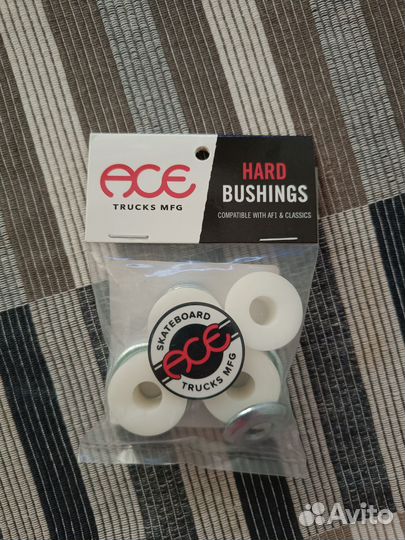 ACE
TRUCKS MFG
HARD
BUSHINGS
COMPATIBLE WITH AF1 & CLASSICS
SKATEBOARD
ACE
TRUCKS MFG
Avito